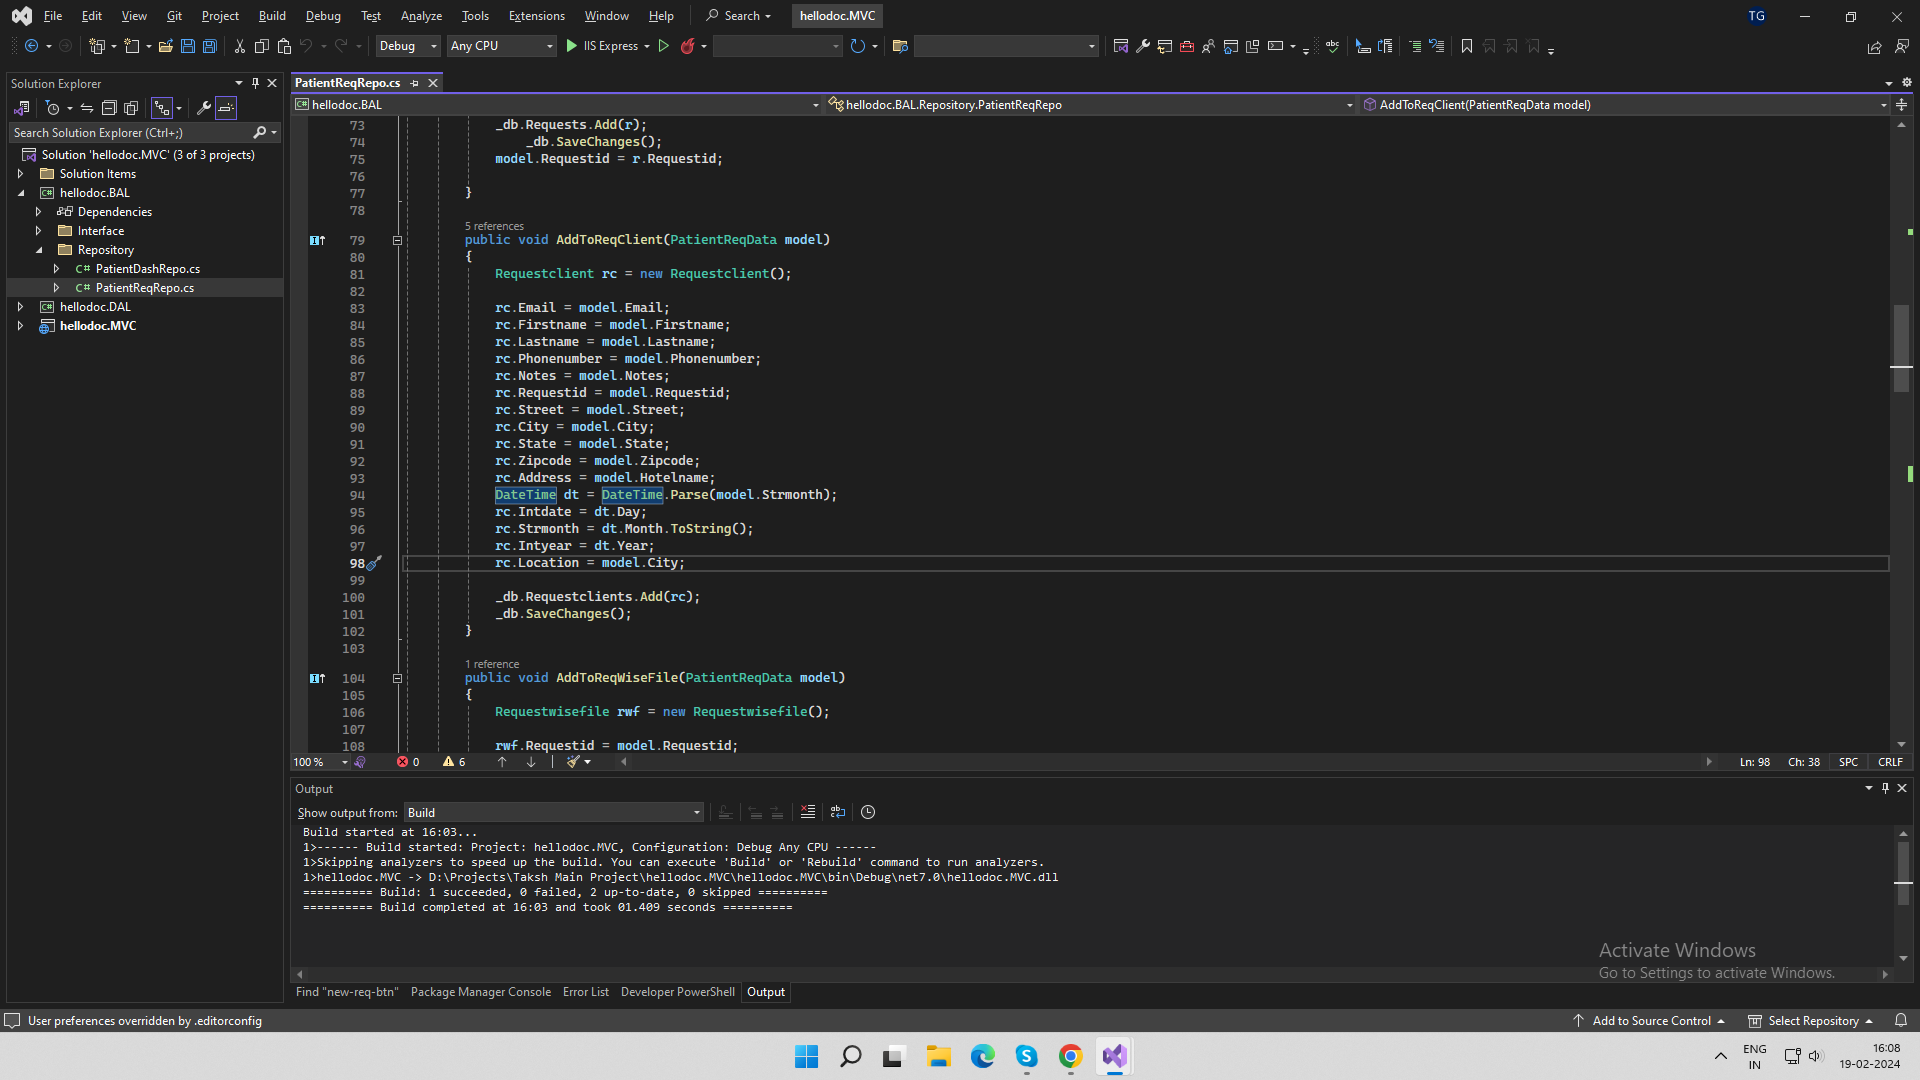 File Edit View Git Project Build Debug Test Analyze Tools Extensions Window Help Search hellodoc.MVC TG
Debug Any CPU IIS Express
Solution Explorer
Search Solution Explorer (Ctrl+;)
Solution 'hellodoc.MVC' (3 of 3 projects)
Solution Items
hellodoc.BAL
Dependencies
Interface
Repository
C# PatientDashRepo.cs
C# PatientReqRepo.cs
hellodoc.DAL
hellodoc.MVC
PatientReqRepo.cs
hellodoc.BAL hellodoc.BAL.Repository.PatientReqRepo AddToReqClient(PatientReqData model)
73 _db.Requests.Add(r);
74 _db.SaveChanges();
75 model.Requestid = r.Requestid;
76
77 }
78
5 references
79 public void AddToReqClient(PatientReqData model)
80 {
81 Requestclient rc = new Requestclient();
82
83 rc.Email = model.Email;
84 rc.Firstname = model.Firstname;
85 rc.Lastname = model.Lastname;
86 rc.Phonenumber = model.Phonenumber;
87 rc.Notes = model.Notes;
88 rc.Requestid = model.Requestid;
89 rc.Street = model.Street;
90 rc.City = model.City;
91 rc.State = model.State;
92 rc.Zipcode = model.Zipcode;
93 rc.Address = model.Hotelname;
94 DateTime dt = DateTime.Parse(model.Strmonth);
95 rc.Intdate = dt.Day;
96 rc.Strmonth = dt.Month.ToString();
97 rc.Intyear = dt.Year;
98 rc.Location = model.City;
99
100 _db.Requestclients.Add(rc);
101 _db.SaveChanges();
102 }
103
1 reference
104 public void AddToReqWiseFile(PatientReqData model)
105 {
106 Requestwisefile rwf = new Requestwisefile();
107
108 rwf.Requestid = model.Requestid;
100 % 0 6 Ln: 98 Ch: 38 SPC CRLF
Output
Show output from: Build
Build started at 16:03...
1>------ Build started: Project: hellodoc.MVC, Configuration: Debug Any CPU ------
1>Skipping analyzers to speed up the build. You can execute 'Build' or 'Rebuild' command to run analyzers.
1>hellodoc.MVC -> D:\Projects\Taksh Main Project\hellodoc.MVC\hellodoc.MVC\bin\Debug\net7.0\hellodoc.MVC.dll
========== Build: 1 succeeded, 0 failed, 2 up-to-date, 0 skipped ==========
========== Build completed at 16:03 and took 01.409 seconds ==========
Activate Windows
Go to Settings to activate Windows.
Find "new-req-btn" Package Manager Console Error List Developer PowerShell Output
User preferences overridden by .editorconfig Add to Source Control Select Repository
ENG
IN
16:08
19-02-2024